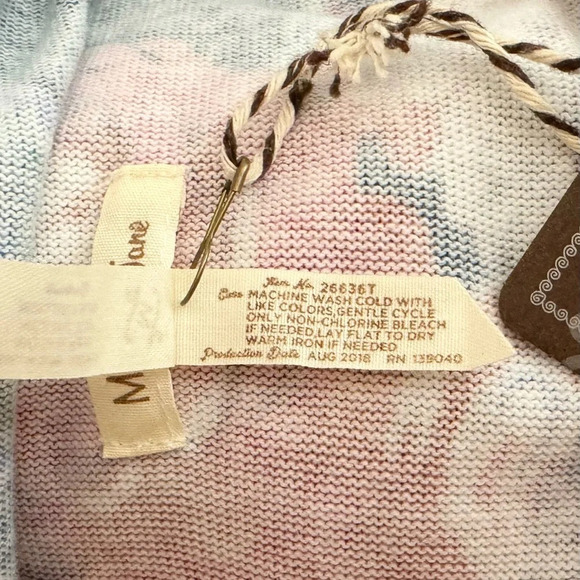 Item No. 26636T
Care MACHINE WASH COLD WITH
LIKE COLORS,GENTLE CYCLE
ONLY NON-CHLORINE BLEACH
IF NEEDED,LAY FLAT TO DRY
WARM IRON IF NEEDED
Production Date AUG 2018 RN 139040
M Jane